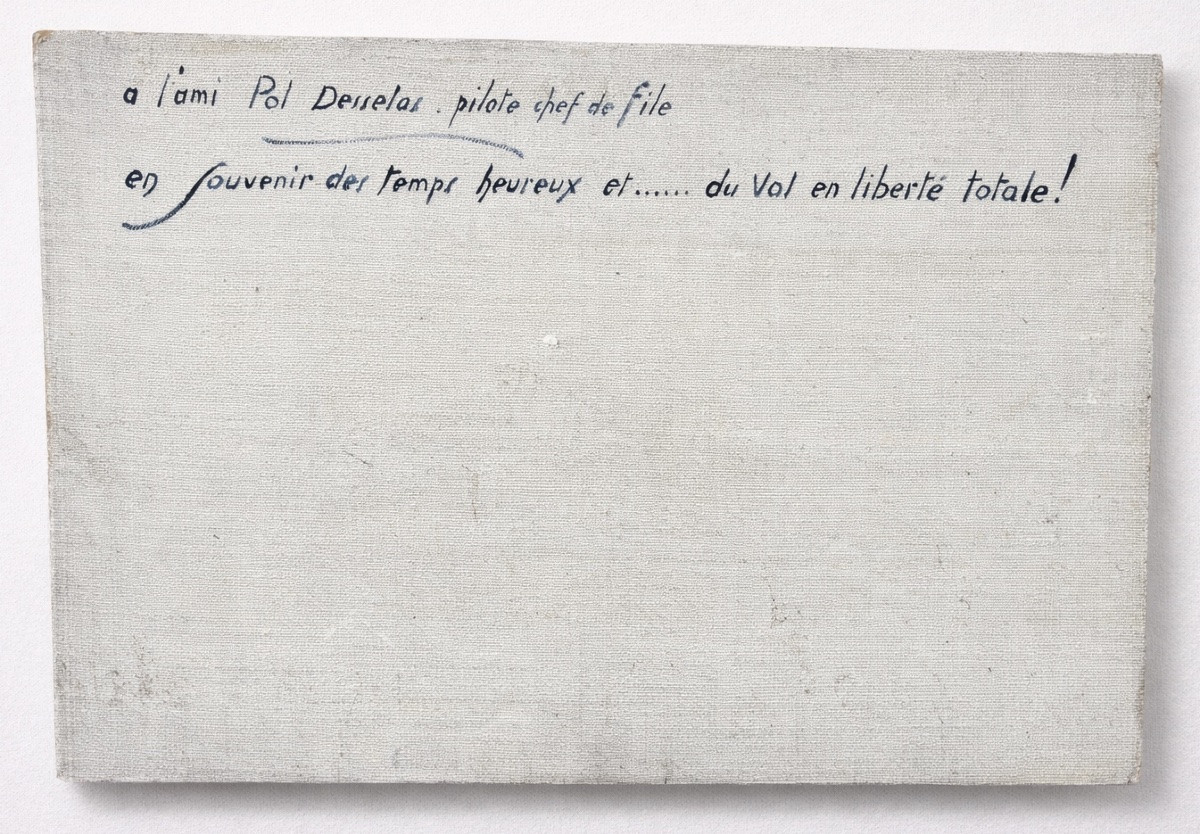 a l'ami Pol Desselas . pilote chef de file
en souvenir des temps heureux et...... du Vol en liberté totale!